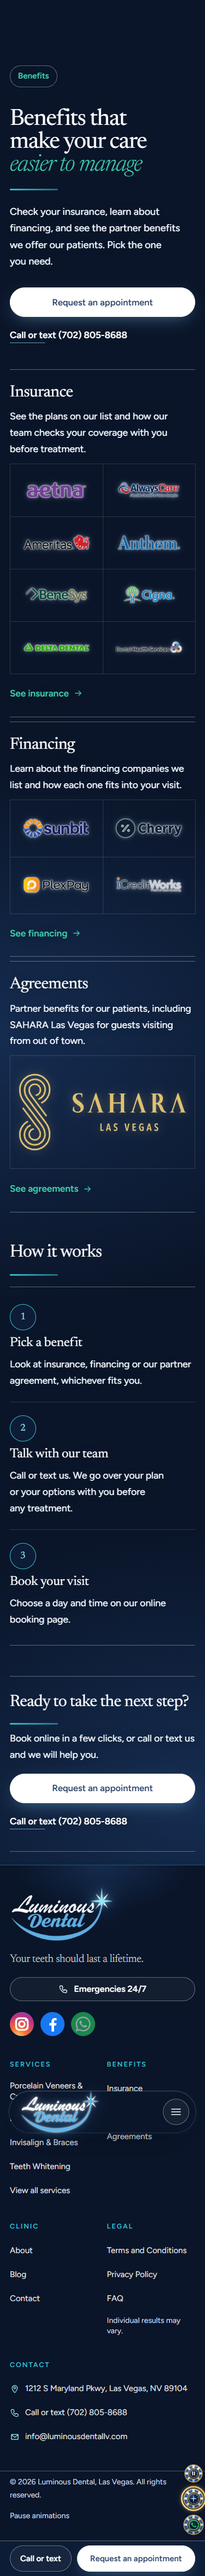 Benefits
Benefits that
make your care
easier to manage
Check your insurance, learn about
financing, and see the partner benefits
we offer our patients. Pick the one
you need.
Request an appointment
Call or text (702) 805-8688
Insurance
See the plans on our list and how our
team checks your coverage with you
before treatment.
aetna
AlwaysCare
Ameritas
Anthem
BeneSys
Cigna
DELTA DENTAL
Dental Health Services
See insurance →
Financing
Learn about the financing companies we
list and how each one fits into your visit.
sunbit
Cherry
PlexPay
iCreditWorks
See financing →
Agreements
Partner benefits for our patients, including
SAHARA Las Vegas for guests visiting
from out of town.
SAHARA
LAS VEGAS
See agreements →
How it works
1
Pick a benefit
Look at insurance, financing or our partner
agreement, whichever fits you.
2
Talk with our team
Call or text us. We go over your plan
or your options with you before
any treatment.
3
Book your visit
Choose a day and time on our online
booking page.
Ready to take the next step?
Book online in a few clicks, or call or text us
and we will help you.
Request an appointment
Call or text (702) 805-8688
Luminous
Dental
Your teeth should last a lifetime.
Emergencies 24/7
SERVICES
Porcelain Veneers &
Invisalign & Braces
Teeth Whitening
View all services
BENEFITS
Insurance
Agreements
Luminous
Dental
CLINIC
About
Blog
Contact
LEGAL
Terms and Conditions
Privacy Policy
FAQ
Individual results may
vary.
CONTACT
1212 S Maryland Pkwy, Las Vegas, NV 89104
Call or text (702) 805-8688
info@luminousdentallv.com
© 2026 Luminous Dental, Las Vegas. All rights
reserved.
Pause animations
Call or text
Request an appointment